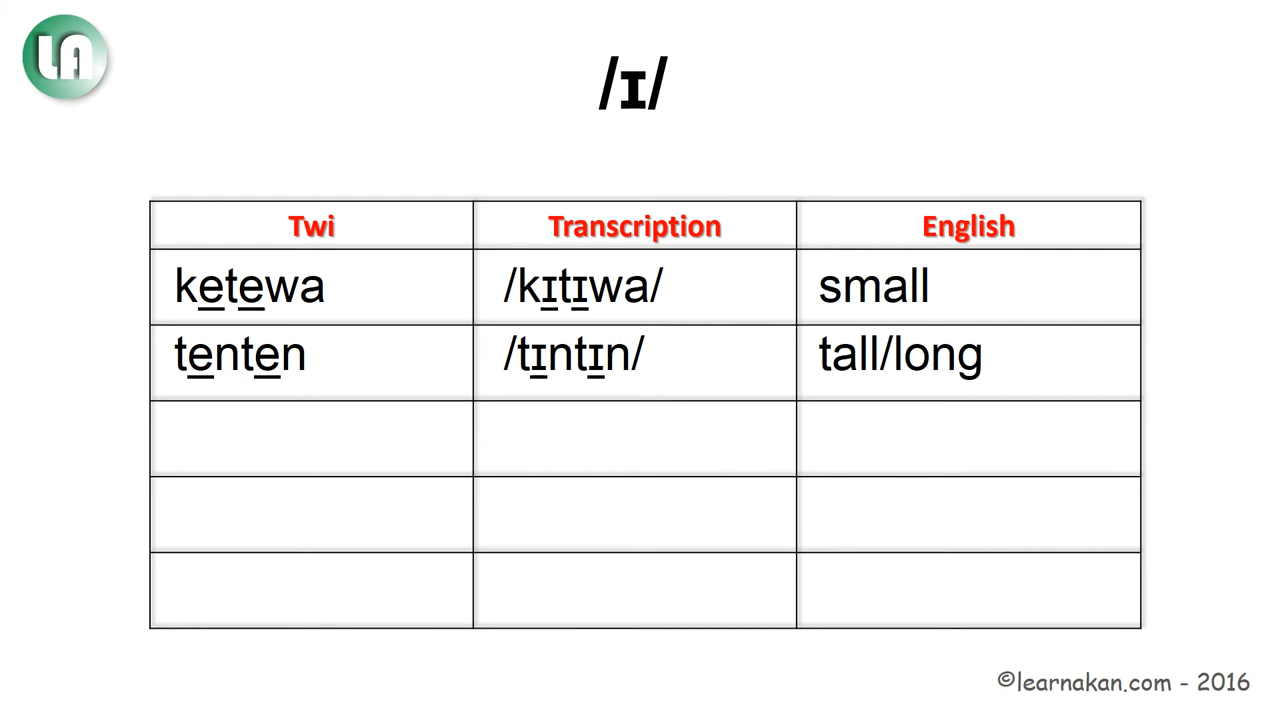 LA
/ɪ/
Twi Transcription English
ketewa /kɪtɪwa/ small
tenten /tɪntɪn/ tall/long
©learnakan.com - 2016